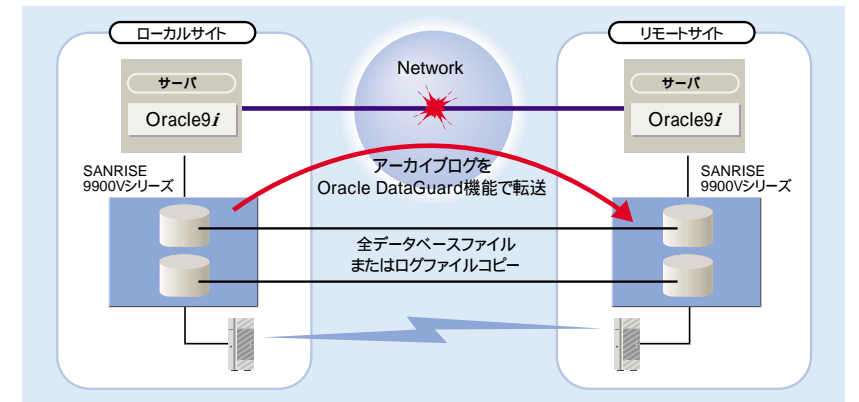 ローカルサイト
リモートサイト
サーバ
Oracle9i
Network
サーバ
Oracle9i
アーカイブログを
Oracle DataGuard機能で転送
SANRISE
9900Vシリーズ
SANRISE
9900Vシリーズ
全データベースファイル
またはログファイルコピー